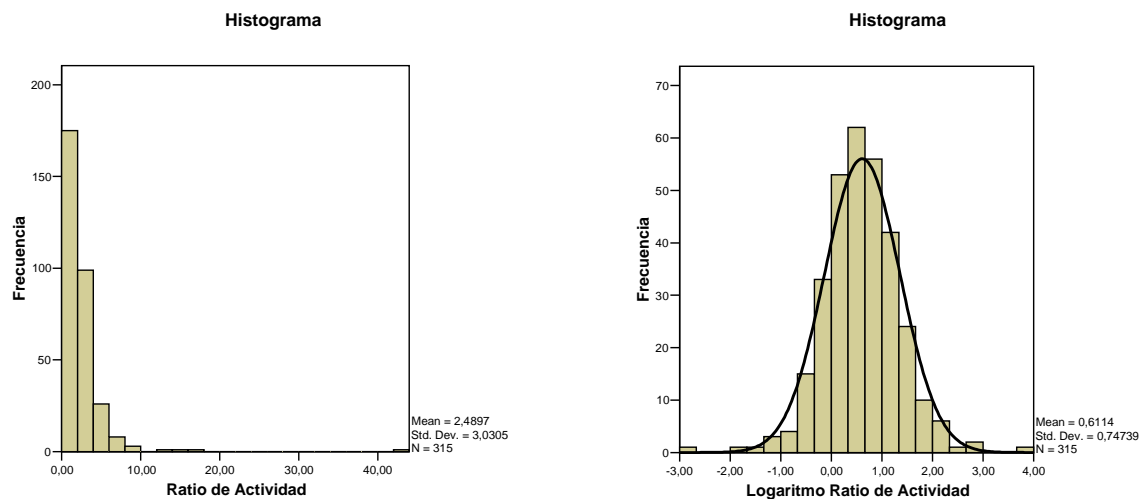 Histograma
200
150
100
50
0
Frecuencia
0,00 10,00 20,00 30,00 40,00
Ratio de Actividad
Mean = 2,4897
Std. Dev. = 3,0305
N = 315
Histograma
70
60
50
40
30
20
10
0
Frecuencia
-3,00 -2,00 -1,00 0,00 1,00 2,00 3,00 4,00
Logaritmo Ratio de Actividad
Mean = 0,6114
Std. Dev. = 0,74739
N = 315